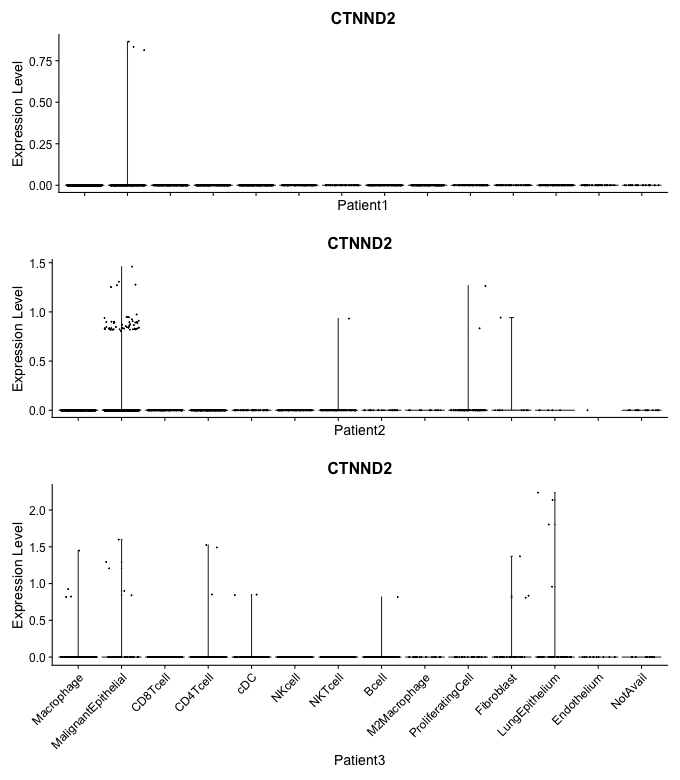 CTNND2
Expression Level
0.75
0.50
0.25
0.00
Patient1
CTNND2
Expression Level
1.5
1.0
0.5
0.0
Patient2
CTNND2
Expression Level
2.0
1.5
1.0
0.5
0.0
Macrophage
MalignantEpithelial
CD8Tcell
CD4Tcell
cDC
NKcell
NKTcell
Bcell
M2Macrophage
ProliferatingCell
Fibroblast
LungEpithelium
Endothelium
NotAvail
Patient3